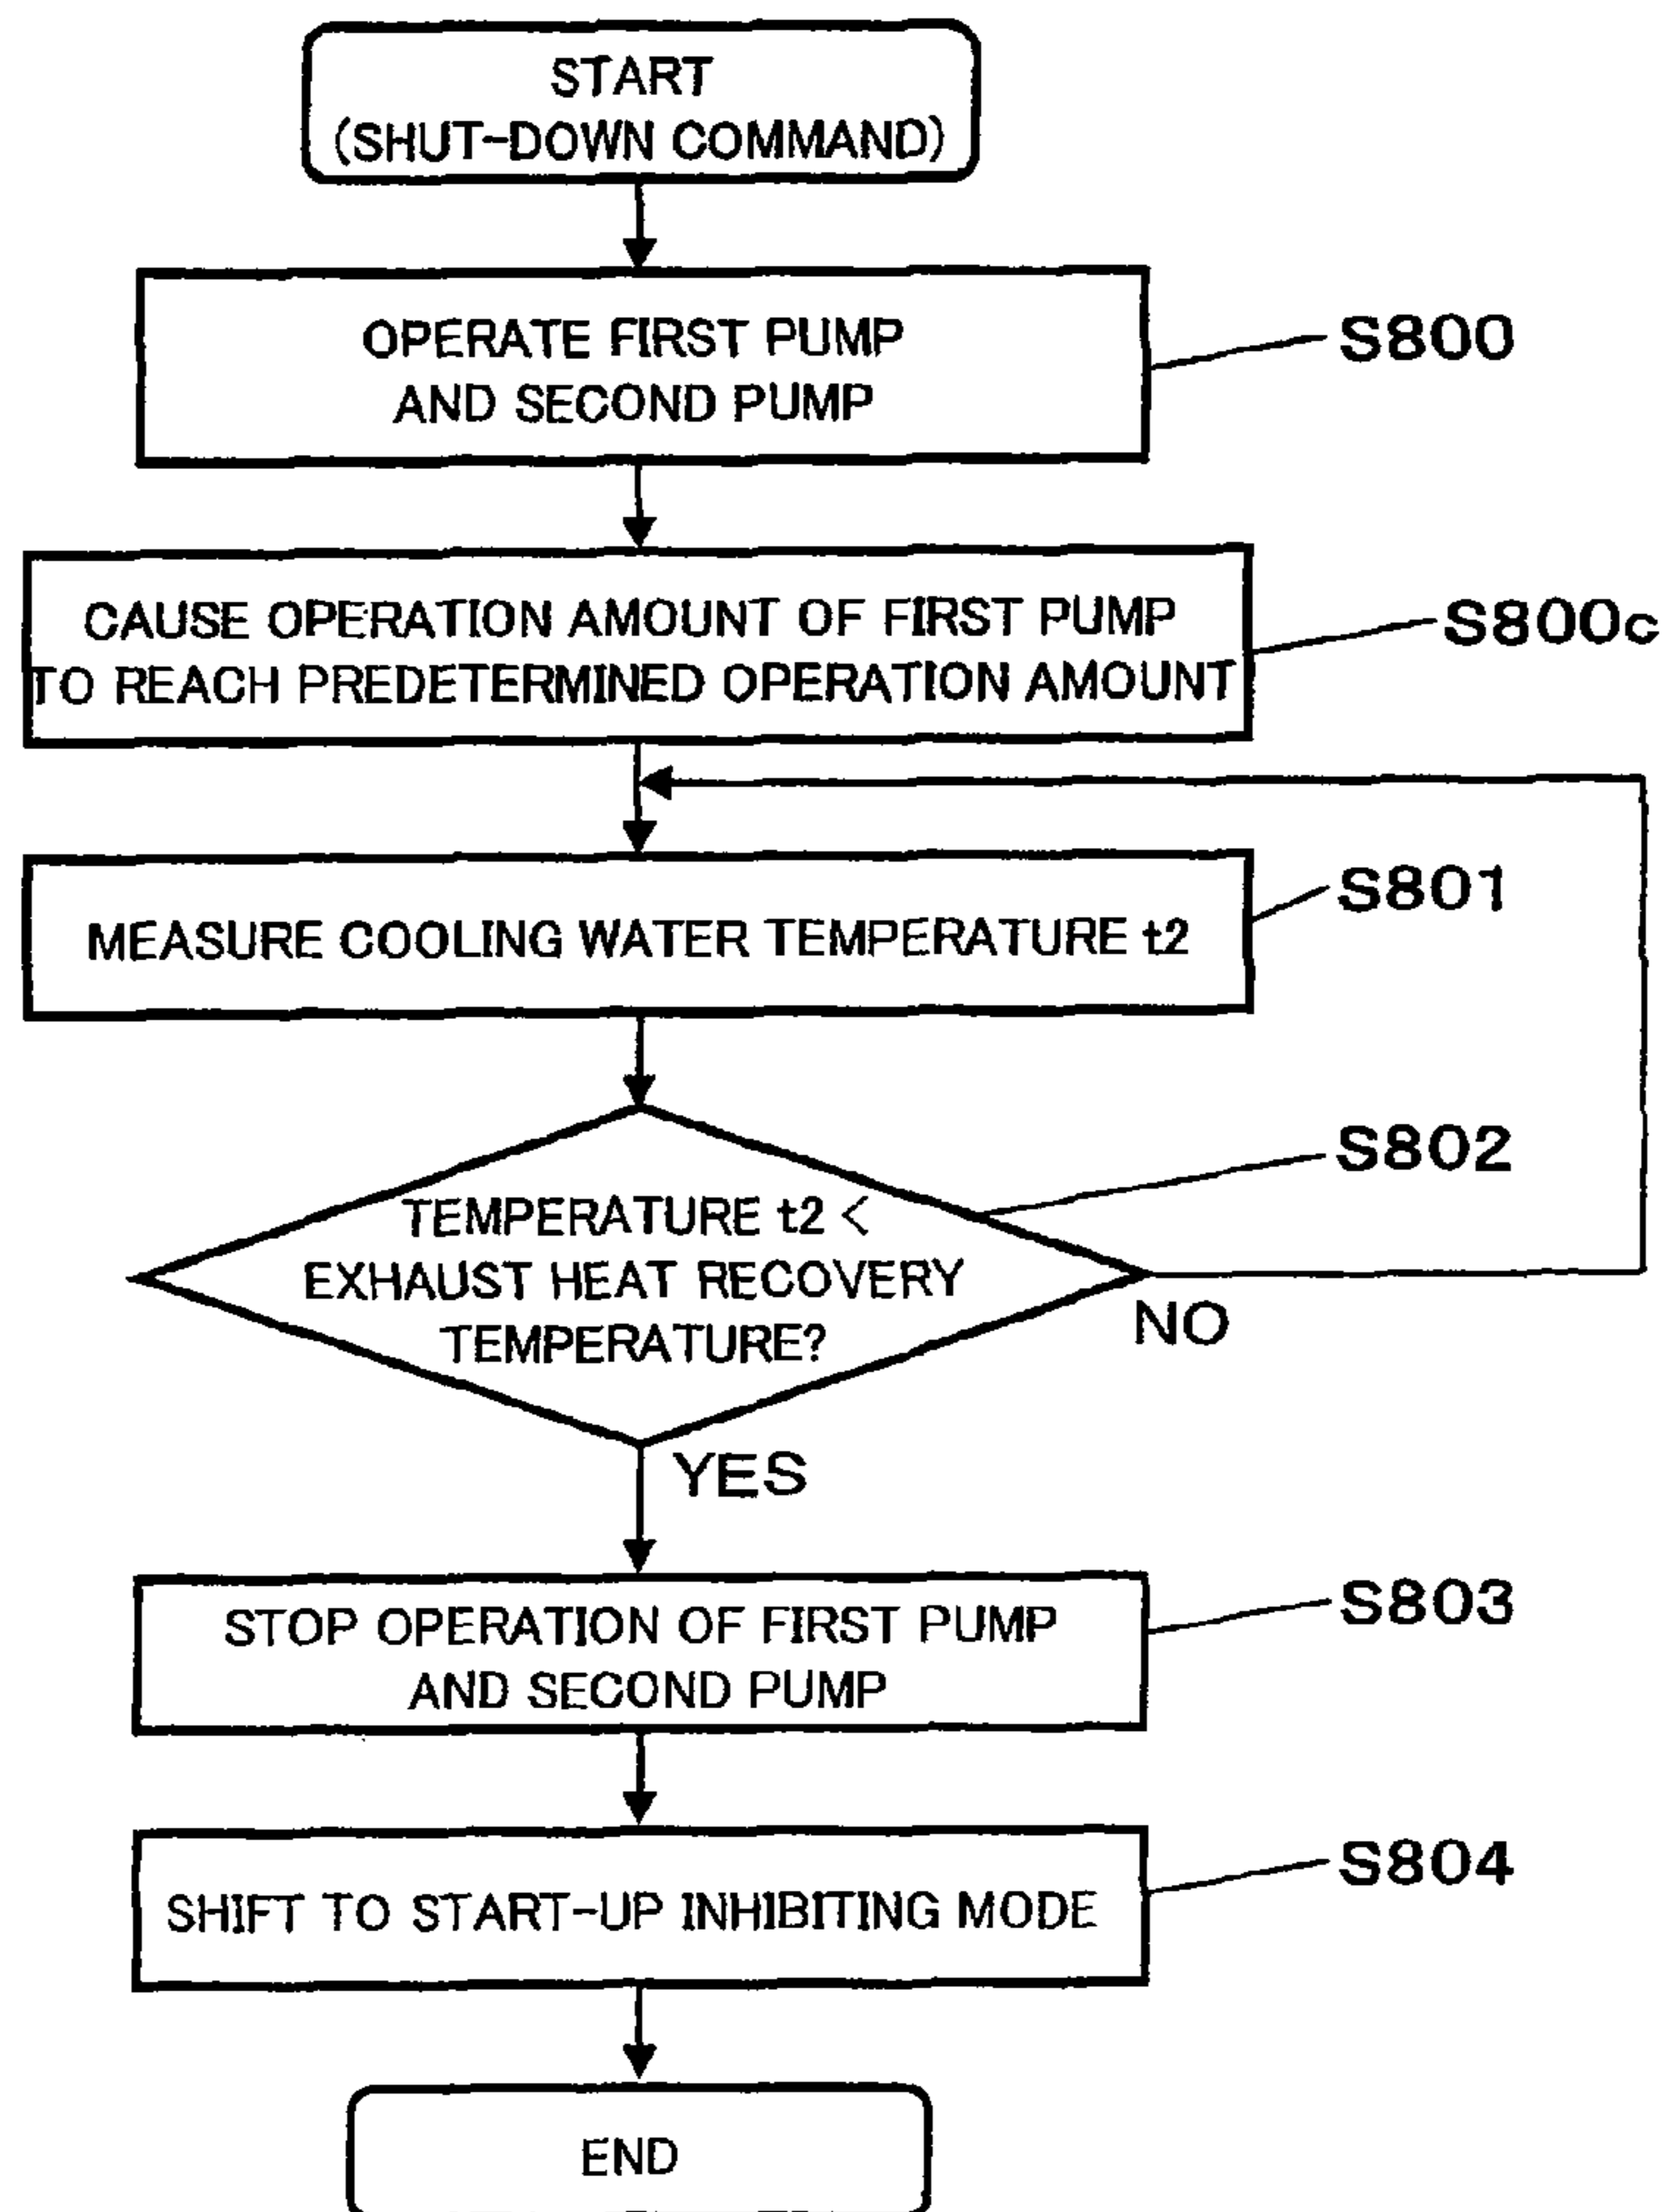 START
(SHUT-DOWN COMMAND)
OPERATE FIRST PUMP
AND SECOND PUMP
S800
CAUSE OPERATION AMOUNT OF FIRST PUMP
TO REACH PREDETERMINED OPERATION AMOUNT
S800c
MEASURE COOLING WATER TEMPERATURE t2
S801
TEMPERATURE t2 <
EXHAUST HEAT RECOVERY
TEMPERATURE?
S802
NO
YES
STOP OPERATION OF FIRST PUMP
AND SECOND PUMP
S803
SHIFT TO START-UP INHIBITING MODE
S804
END